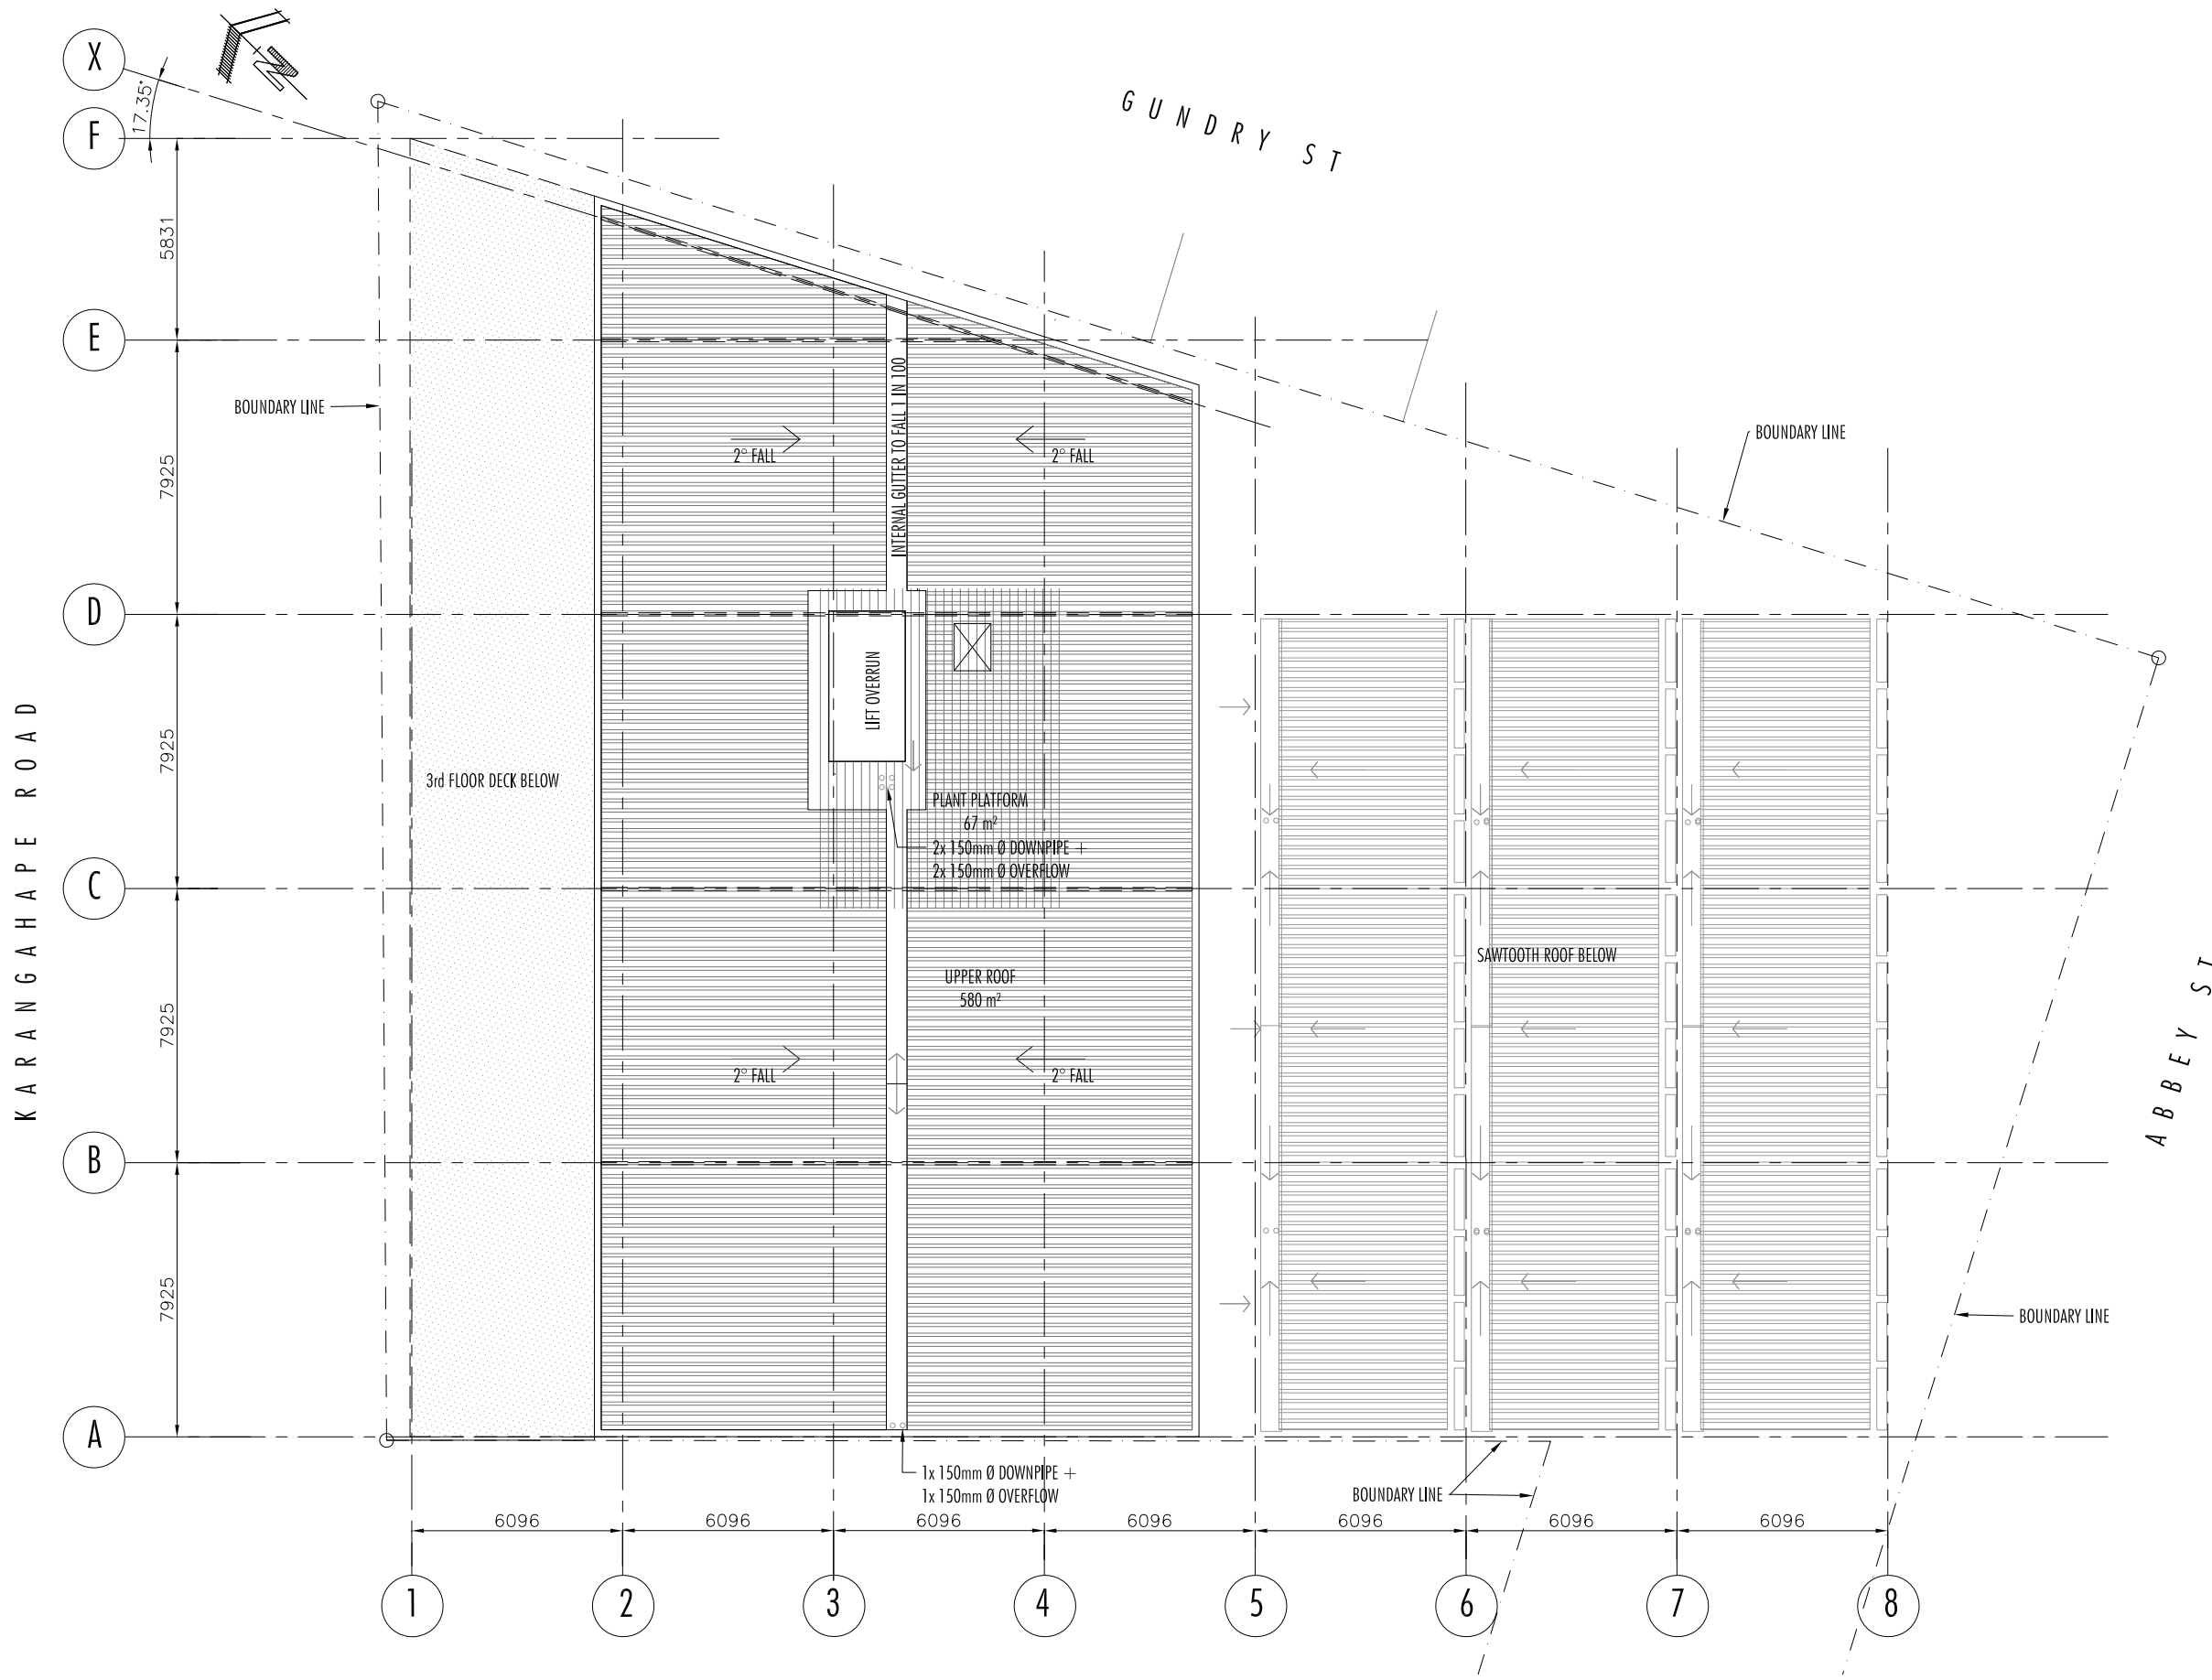 X
N
17.35°
F
GUNDRY ST
5831
E
BOUNDARY LINE
INTERNAL GUTTER TO FALL 1 IN 100
2° FALL
2° FALL
BOUNDARY LINE
7925
D
LIFT OVERRUN
KARANGAHAPE ROAD
7925
3rd FLOOR DECK BELOW
PLANT PLATFORM
67 m²
2x 150mm Ø DOWNPIPE +
2x 150mm Ø OVERFLOW
C
SAWTOOTH ROOF BELOW
UPPER ROOF
580 m²
7925
ABBEY ST
2° FALL
2° FALL
B
7925
BOUNDARY LINE
A
1x 150mm Ø DOWNPIPE +
1x 150mm Ø OVERFLOW
BOUNDARY LINE
6096
6096
6096
6096
6096
6096
6096
1
2
3
4
5
6
7
8